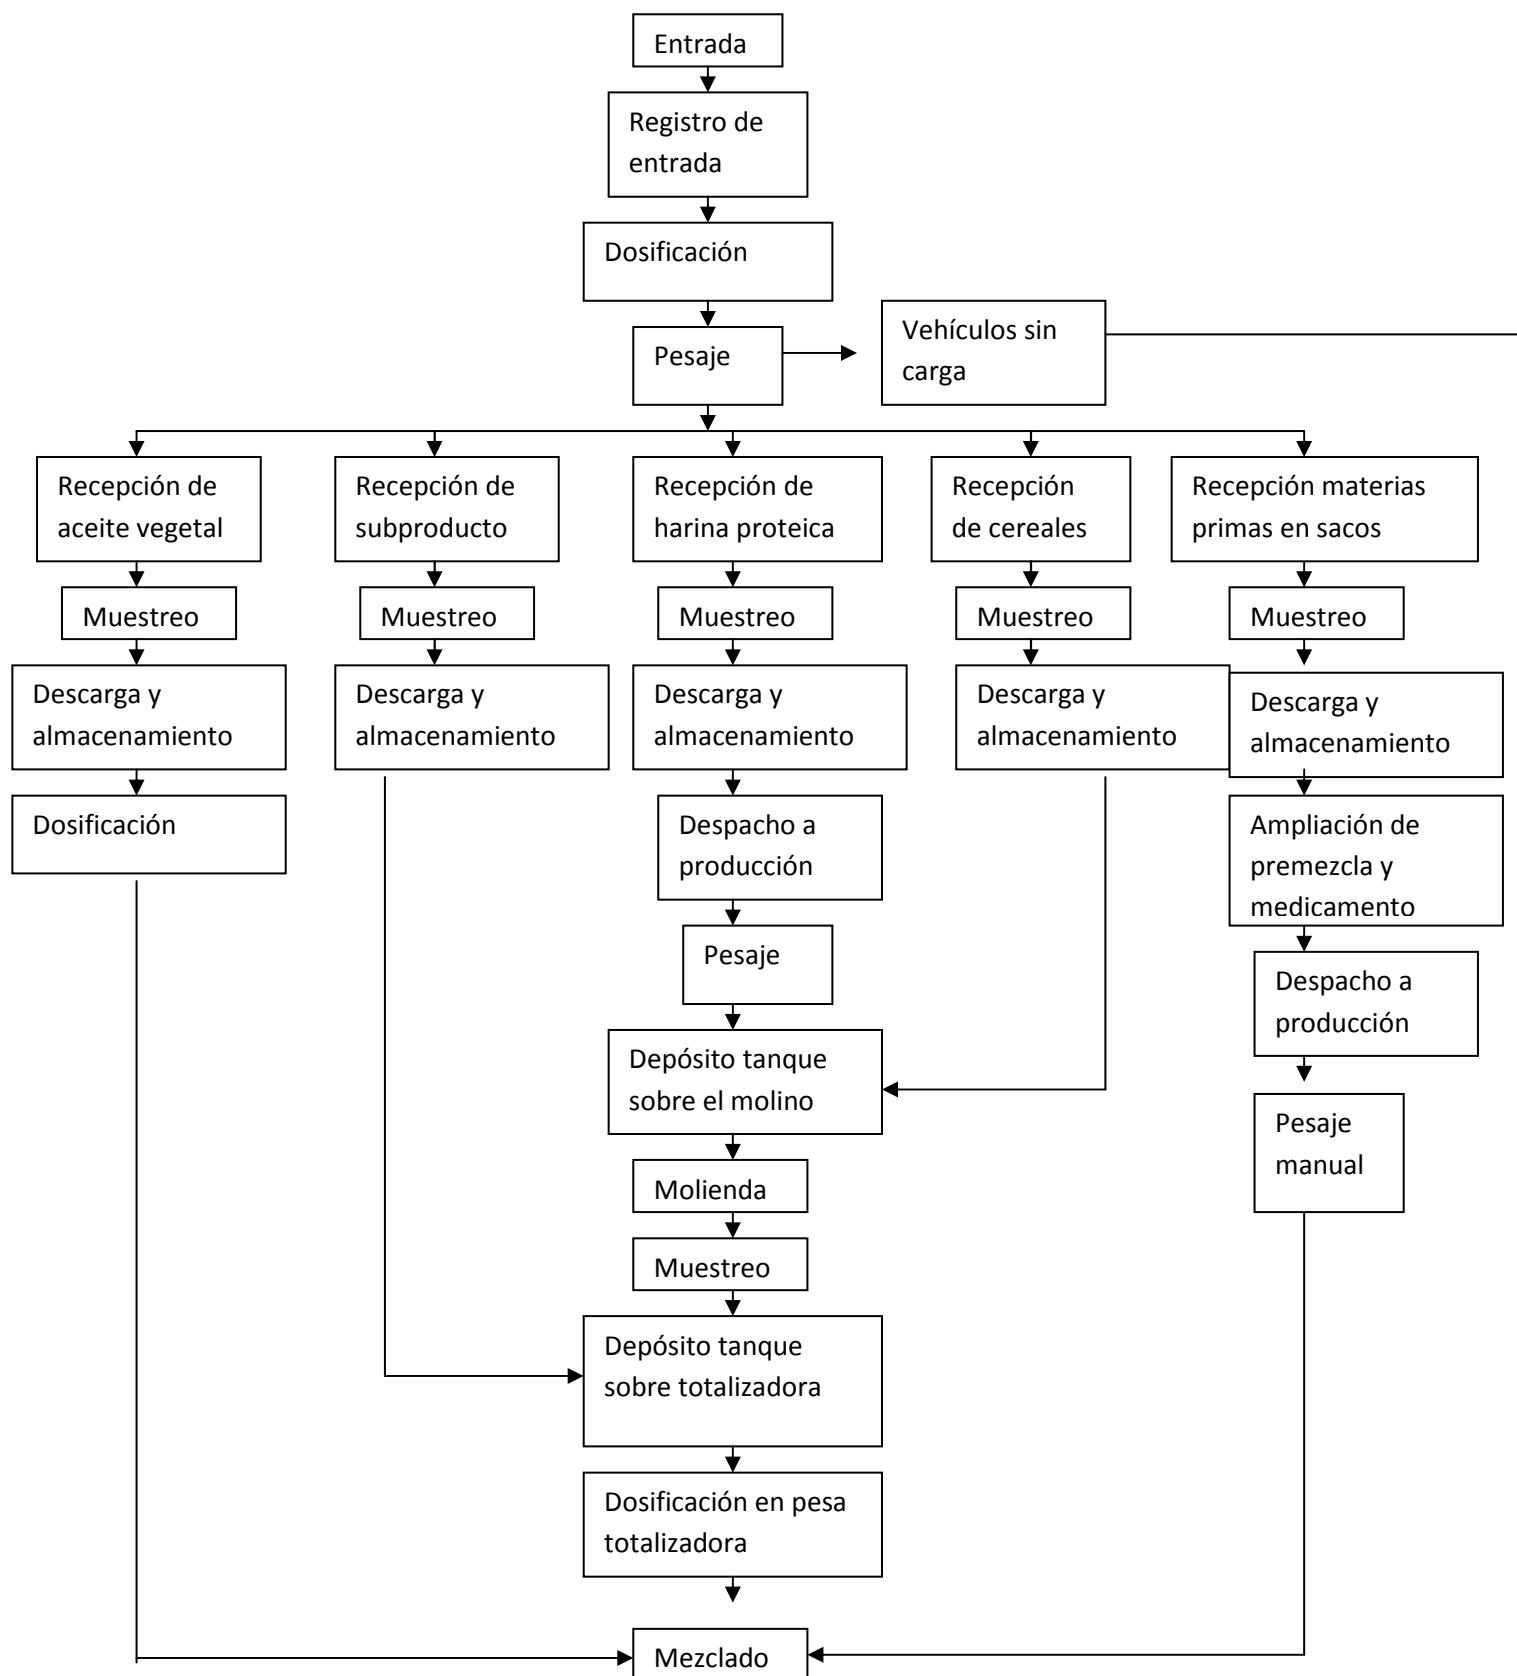 Entrada
Registro de
entrada
Dosificación
Pesaje
Vehículos sin
carga
Recepción de
aceite vegetal
Recepción de
subproducto
Recepción de
harina proteica
Recepción
de cereales
Recepción materias
primas en sacos
Muestreo
Muestreo
Muestreo
Muestreo
Muestreo
Descarga y
almacenamiento
Descarga y
almacenamiento
Descarga y
almacenamiento
Descarga y
almacenamiento
Descarga y
almacenamiento
Dosificación
Despacho a
producción
Ampliación de
premezcla y
medicamento
Pesaje
Despacho a
producción
Depósito tanque
sobre el molino
Pesaje
manual
Molienda
Muestreo
Depósito tanque
sobre totalizadora
Dosificación en pesa
totalizadora
Mezclado